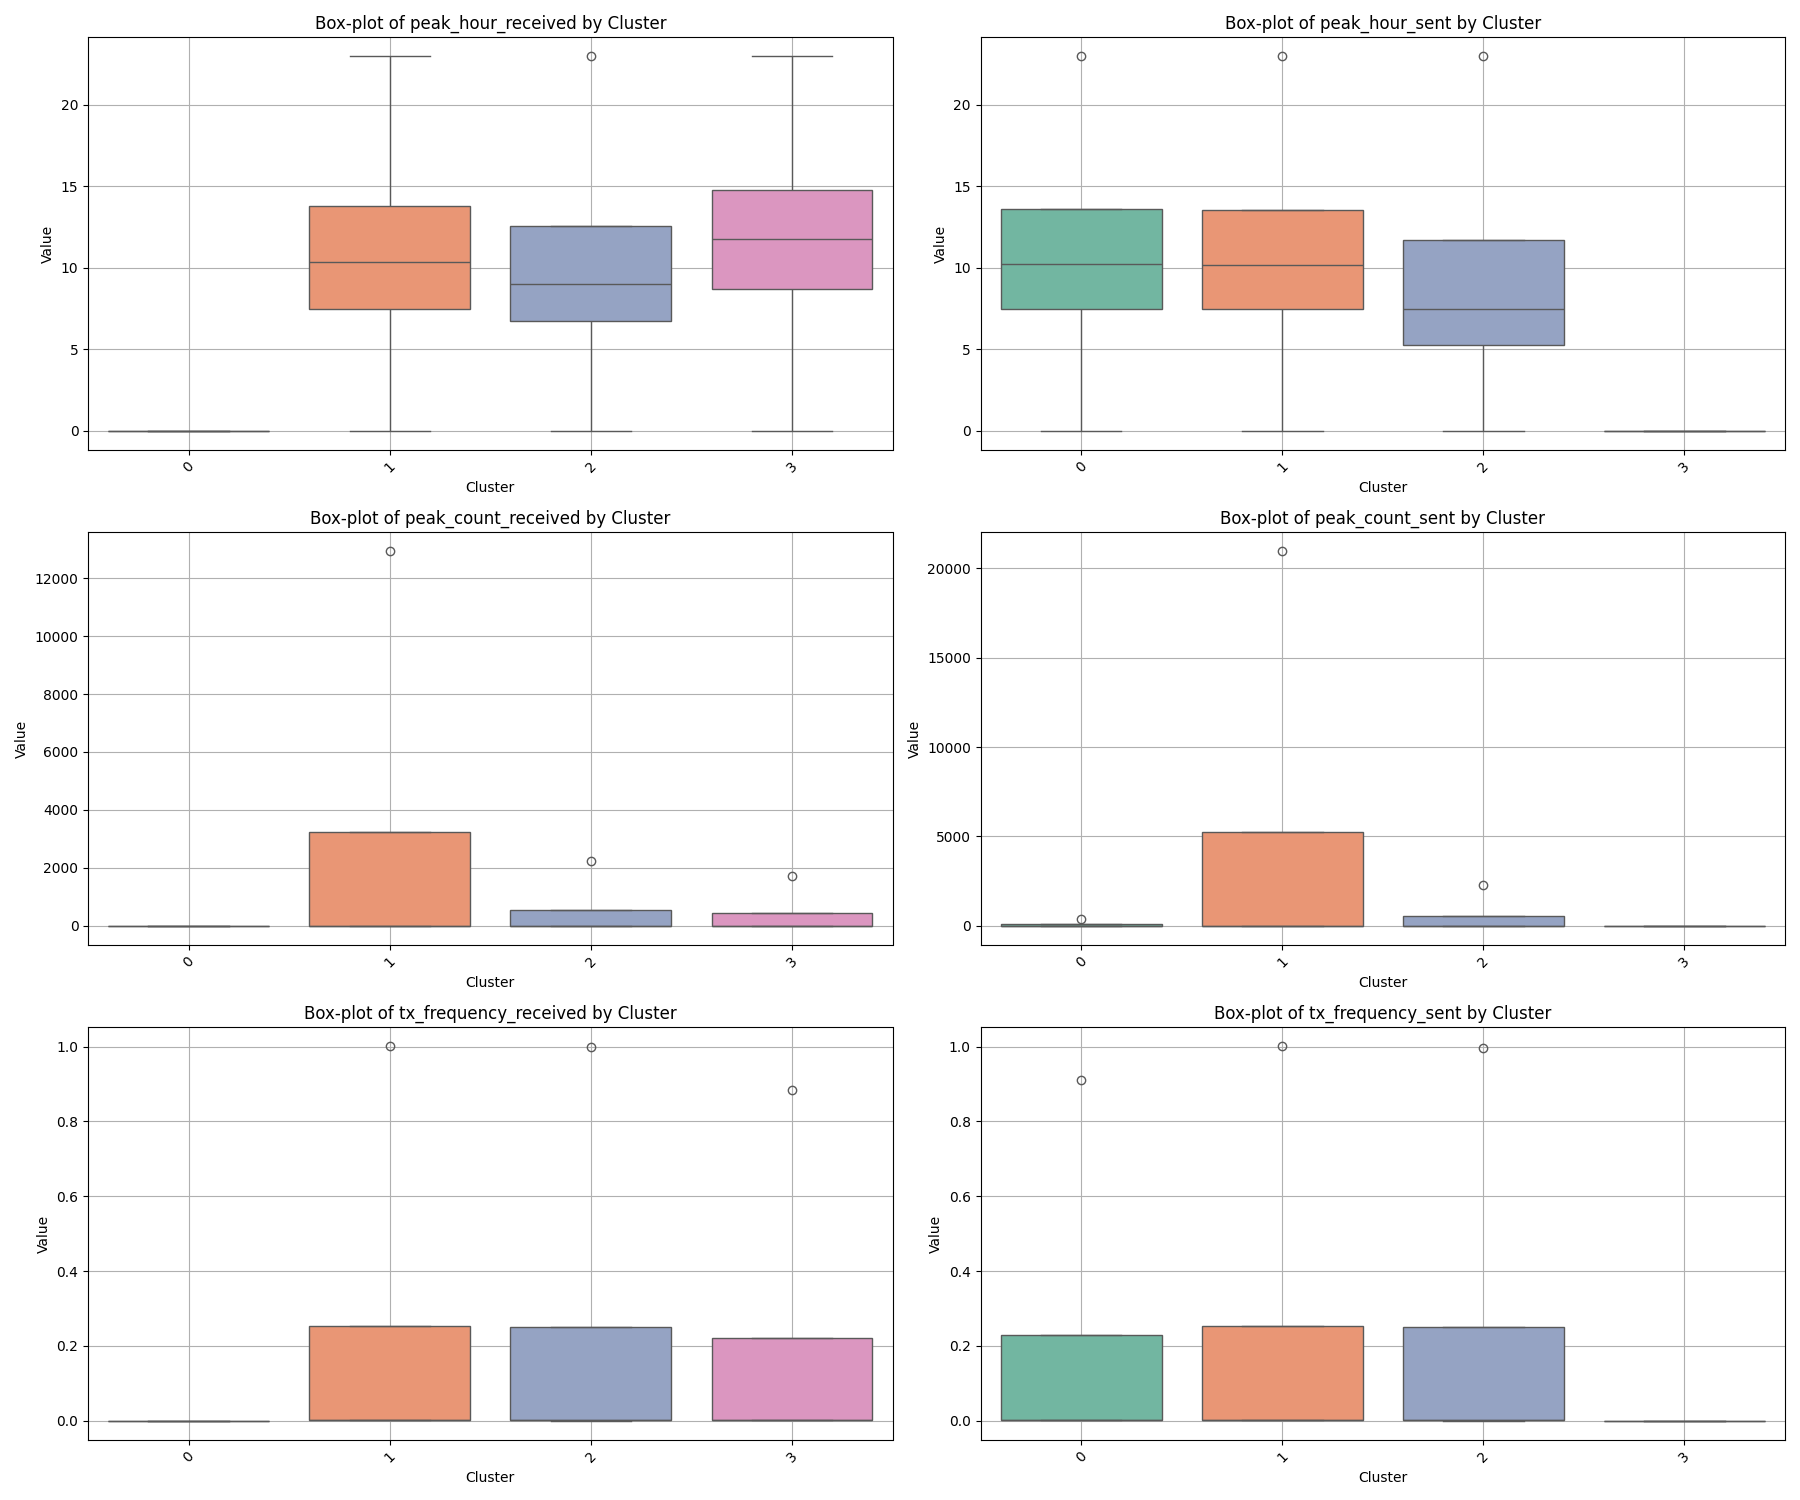 Box-plot of peak_hour_received by Cluster
Value
20
15
10
5
0
0 1 2 3
Cluster
Box-plot of peak_hour_sent by Cluster
Value
20
15
10
5
0
0 1 2 3
Cluster
Box-plot of peak_count_received by Cluster
Value
12000
10000
8000
6000
4000
2000
0
0 1 2 3
Cluster
Box-plot of peak_count_sent by Cluster
Value
20000
15000
10000
5000
0
0 1 2 3
Cluster
Box-plot of tx_frequency_received by Cluster
Value
1.0
0.8
0.6
0.4
0.2
0.0
0 1 2 3
Cluster
Box-plot of tx_frequency_sent by Cluster
Value
1.0
0.8
0.6
0.4
0.2
0.0
0 1 2 3
Cluster